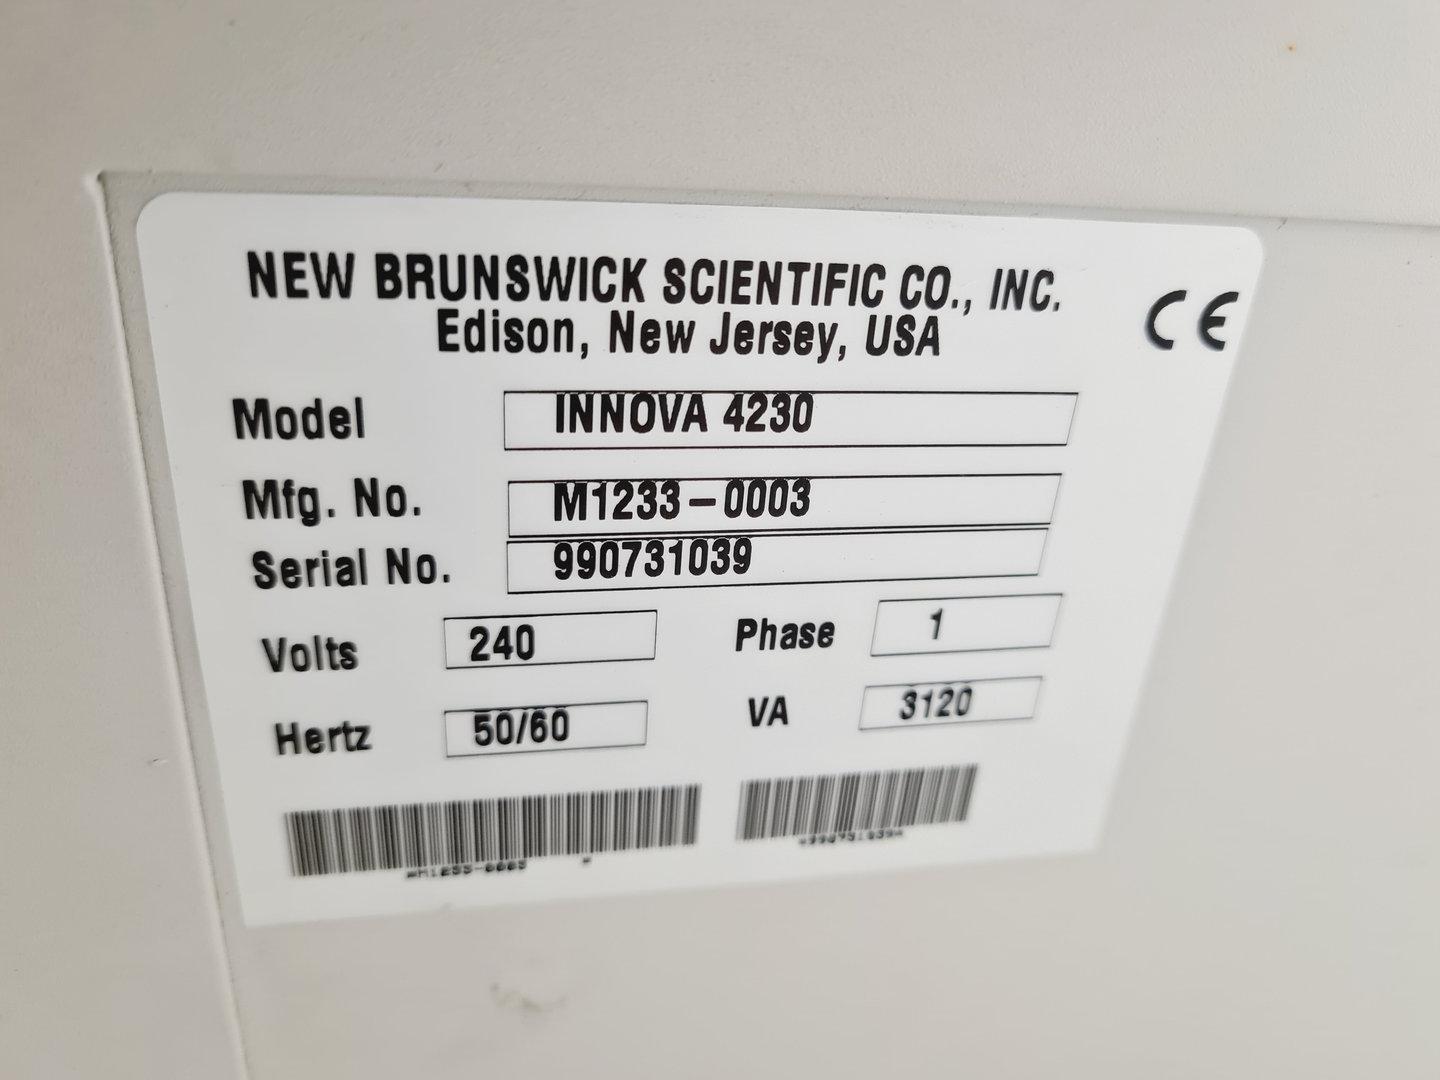 NEW BRUNSWICK SCIENTIFIC CO., INC.
Edison, New Jersey, USA
CE
Model INNOVA 4230
Mfg. No. M1233-0003
Serial No. 990731039
Volts 240 Phase 1
Hertz 50/60 VA 3120